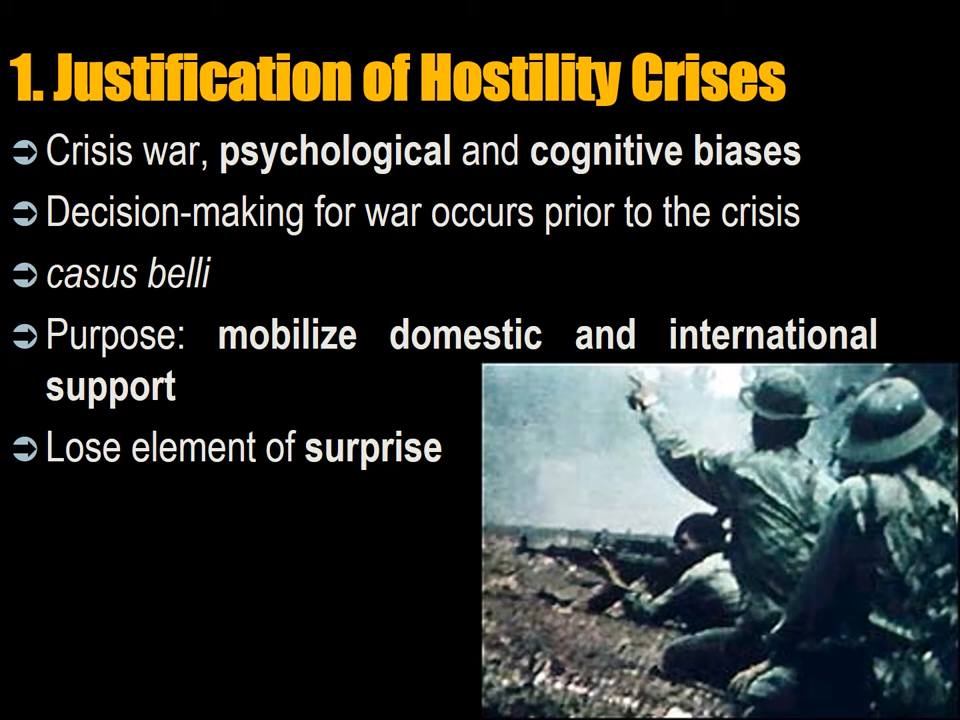 1. Justification of Hostility Crises
Crisis war, psychological and cognitive biases
Decision-making for war occurs prior to the crisis
casus belli
Purpose: mobilize domestic and international
support
Lose element of surprise